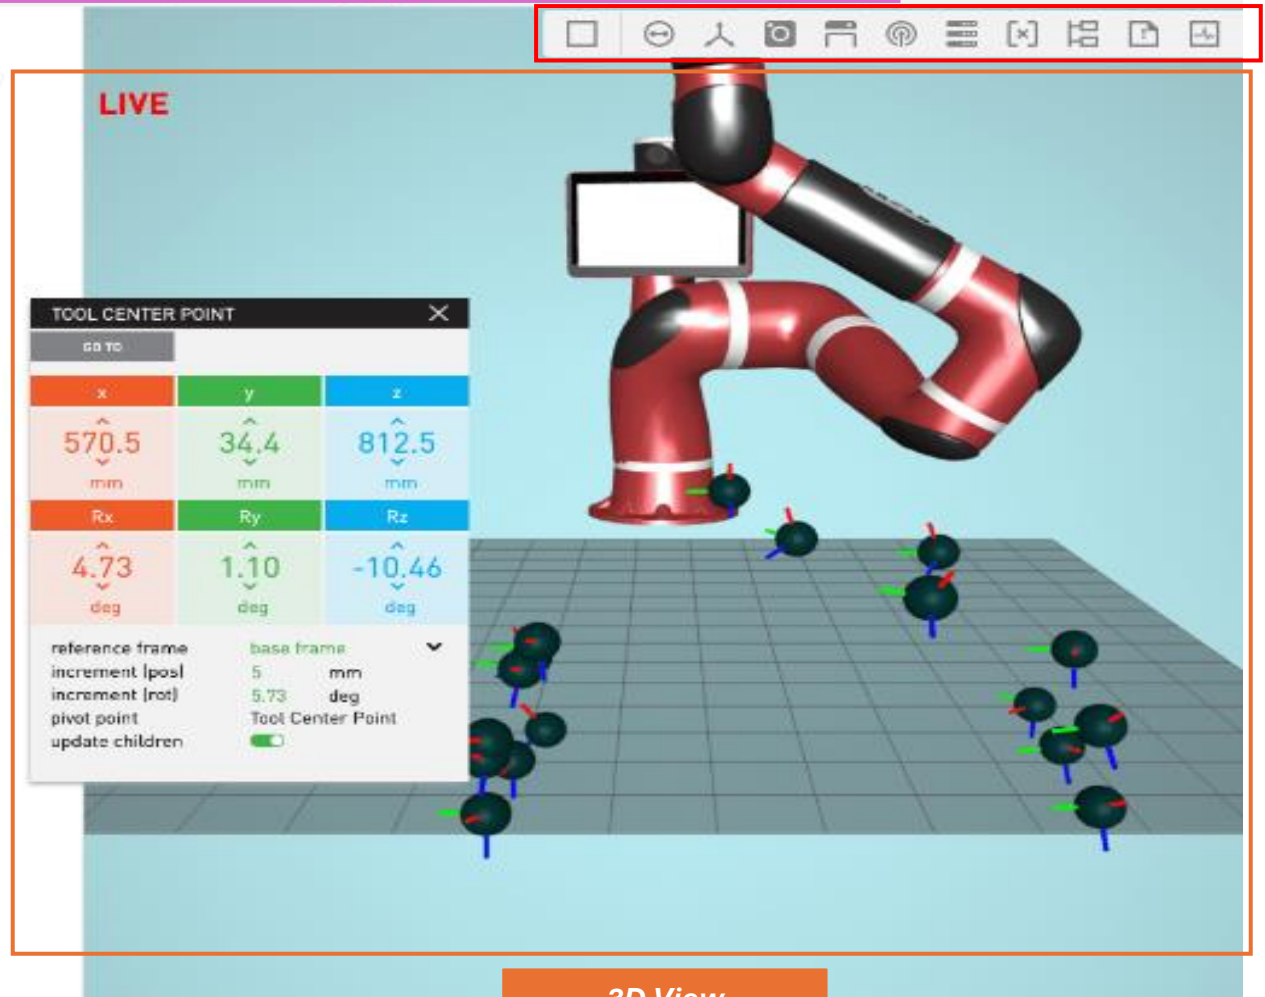 LIVE
TOOL CENTER POINT
GO TO
x y z
570.5 34.4 812.5
mm mm mm
Rx Ry Rz
4.73 1.10 -10.46
deg deg deg
reference frame base frame
increment (pos) 5 mm
increment (rot) 5.73 deg
pivot point Tool Center Point
update children
3D View